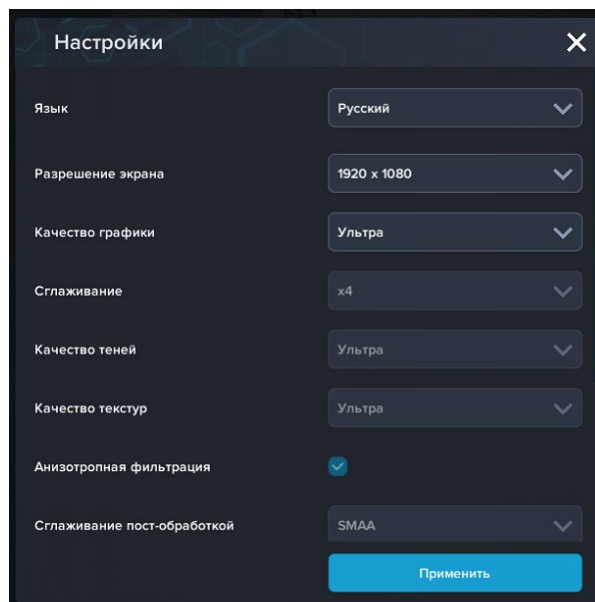 Настройки
Язык Русский
Разрешение экрана 1920 x 1080
Качество графики Ультра
Сглаживание x4
Качество теней Ультра
Качество текстур Ультра
Анизотропная фильтрация
Сглаживание пост-обработкой SMAA
Применить